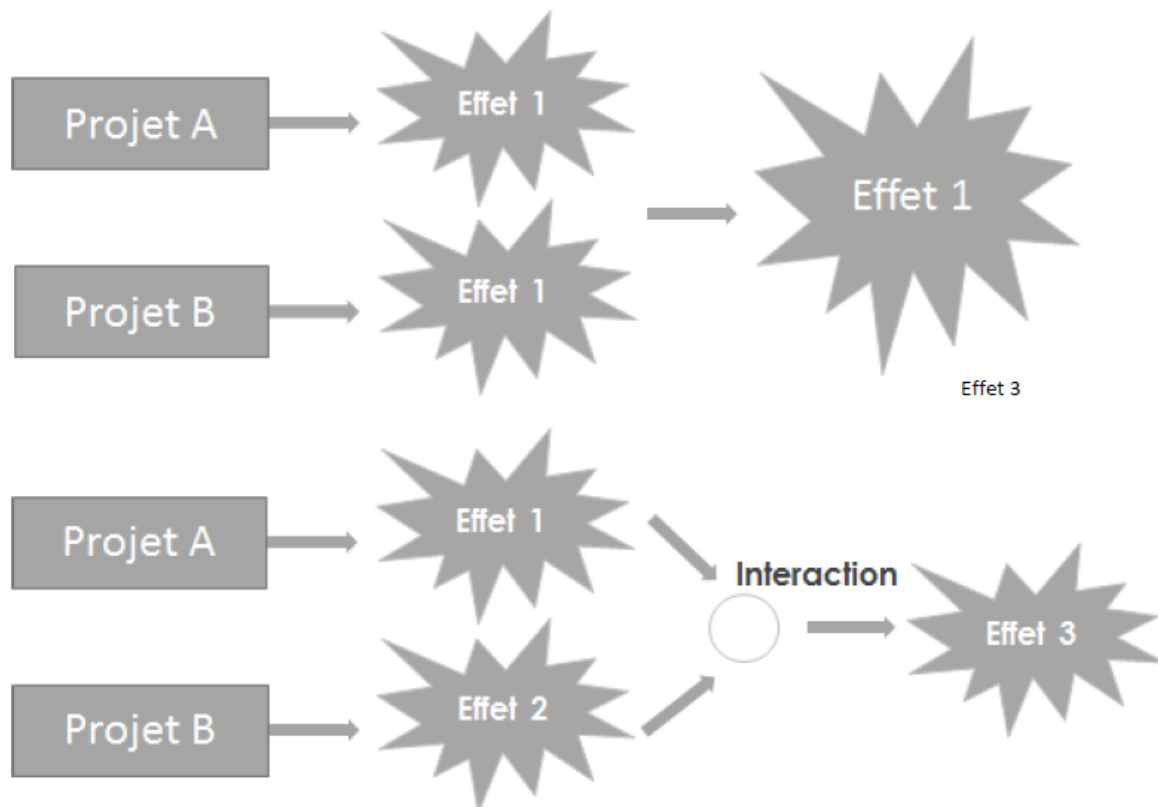 Projet A
Effet 1
Effet 1
Projet B
Effet 1
Effet 3
Projet A
Effet 1
Interaction
Effet 3
Projet B
Effet 2